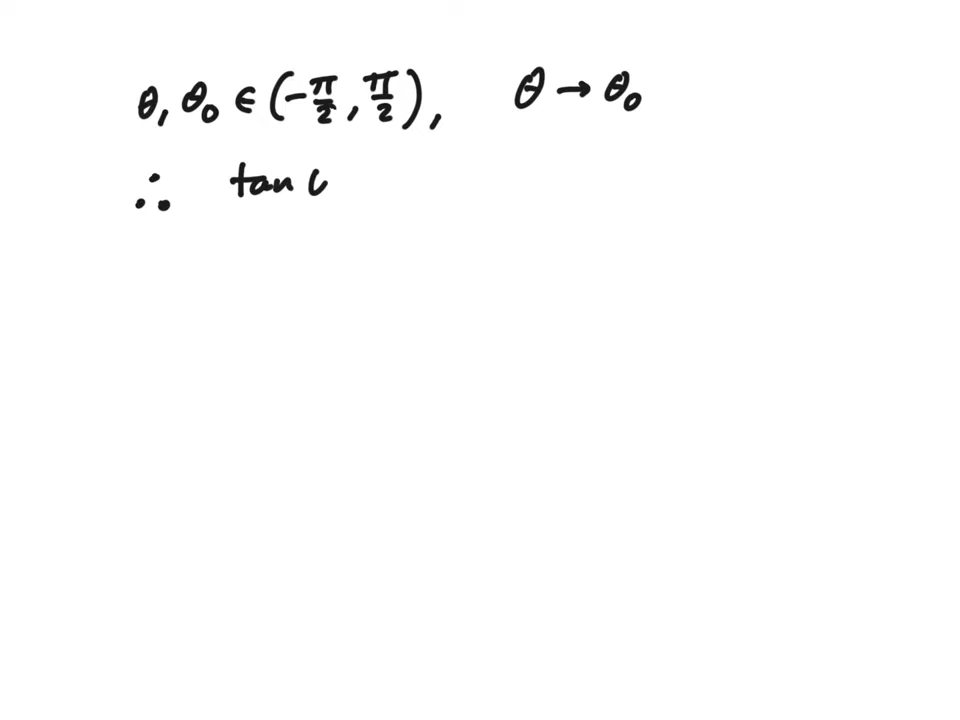 θ, θ₀ ∈ (-π/2, π/2), θ → θ₀
∴ tan (